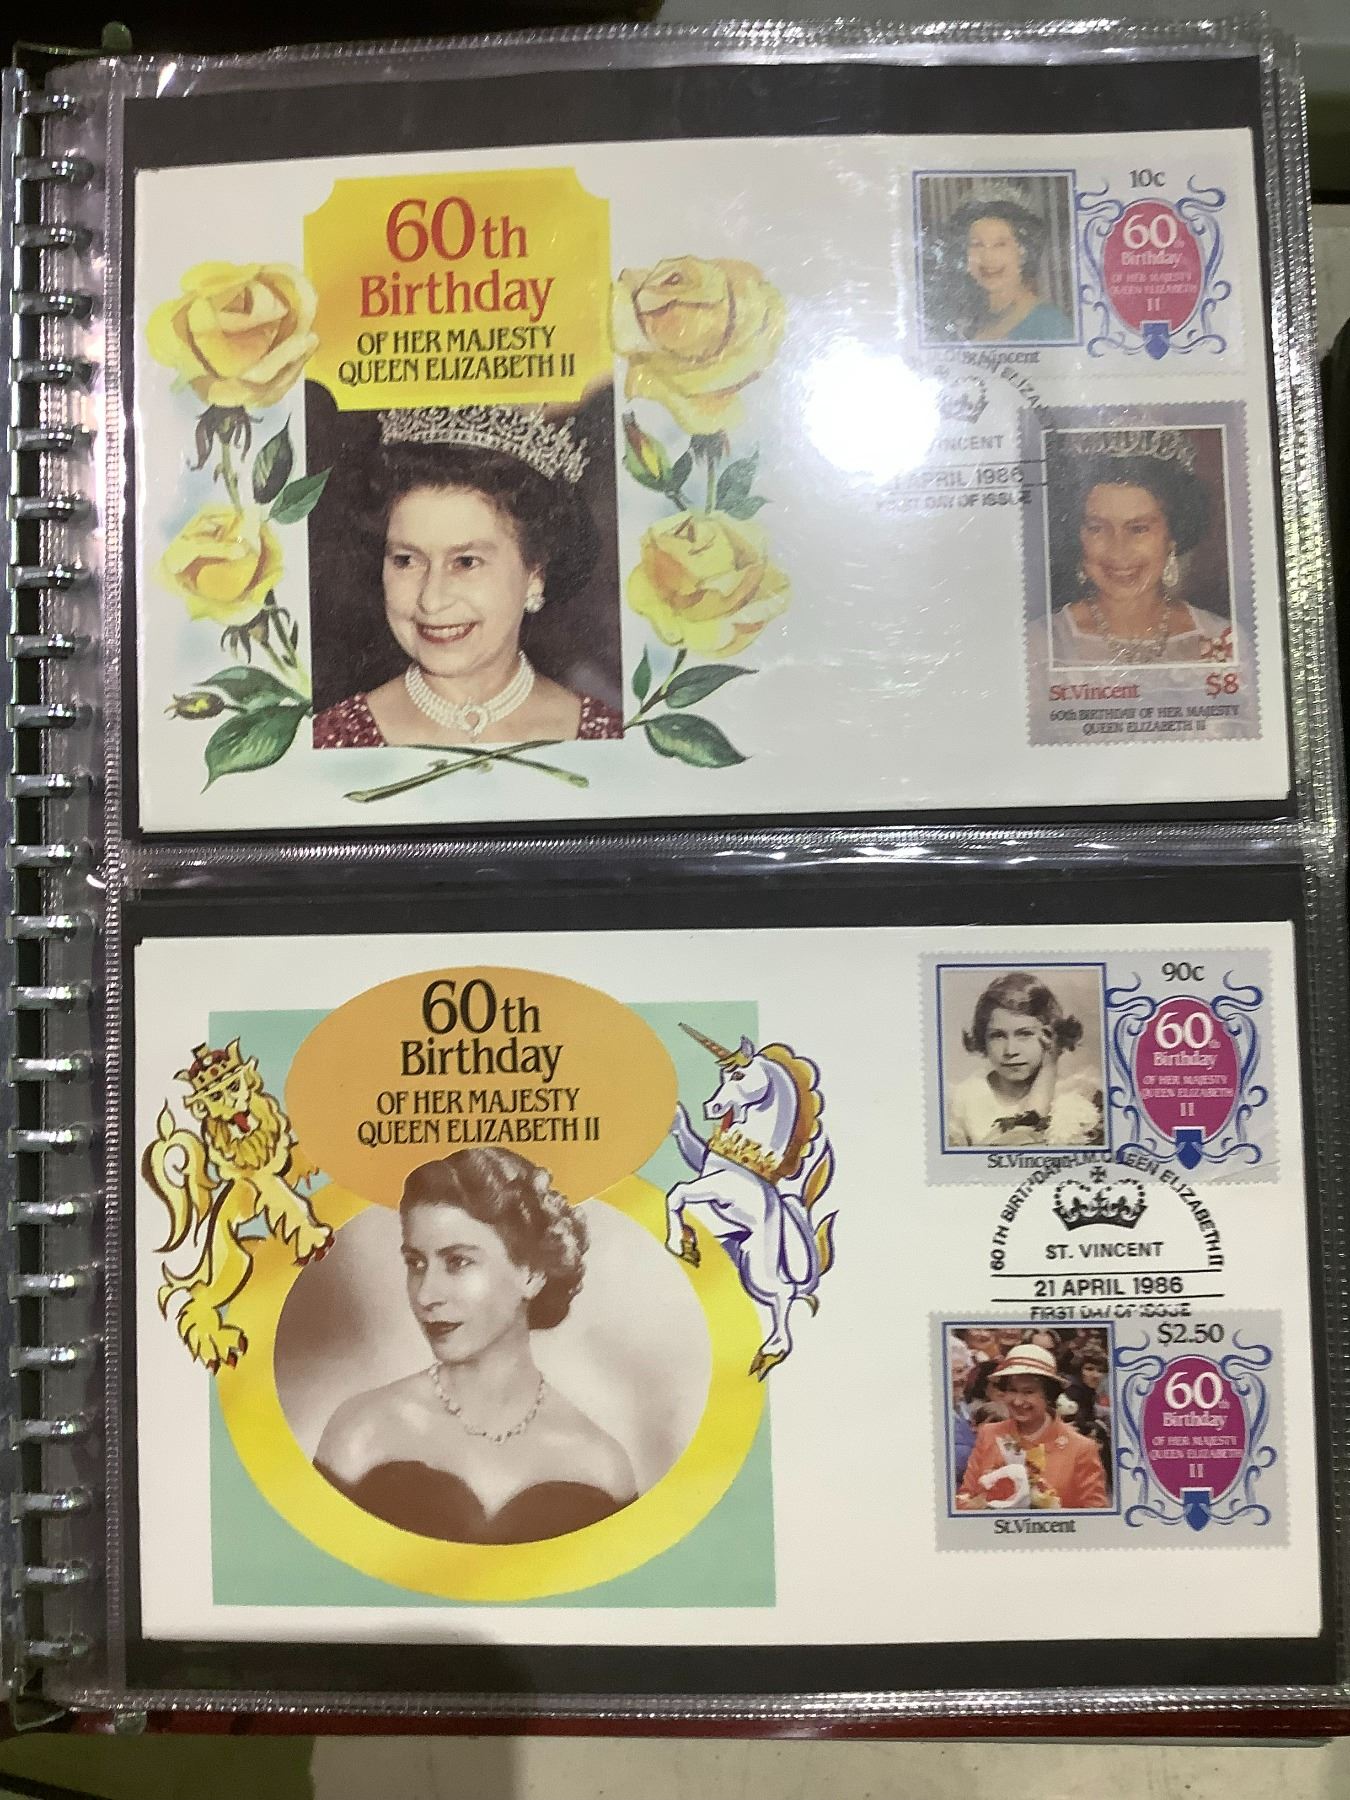 60th
Birthday
OF HER MAJESTY
QUEEN ELIZABETH II
10c
60th
Birthday
OF HER MAJESTY
QUEEN ELIZABETH
II
St.Vincent
VINCENT
APRIL 1986
FIRST DAY OF ISSUE
St.Vincent $8
60th BIRTHDAY OF HER MAJESTY
QUEEN ELIZABETH II
60th
Birthday
OF HER MAJESTY
QUEEN ELIZABETH II
90c
60th
Birthday
OF HER MAJESTY
QUEEN ELIZABETH
II
St.Vincent
60TH BIRTHDAY H.M. QUEEN ELIZABETH II
ST. VINCENT
21 APRIL 1986
FIRST DAY OF ISSUE
$2.50
60th
Birthday
OF HER MAJESTY
QUEEN ELIZABETH
II
St.Vincent